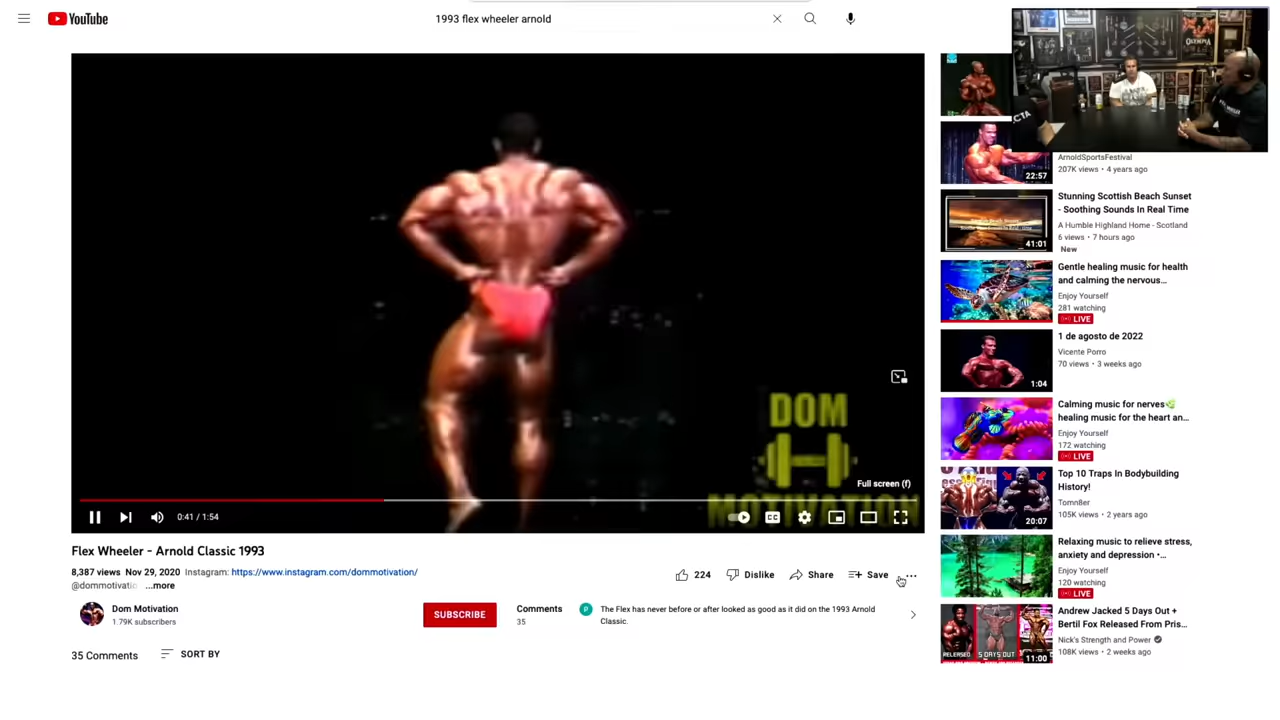 YouTube
1993 flex wheeler arnold
OLYMPIA
DOM
MOTIVATION
Full screen (f)
0:41 / 1:54
CC
Flex Wheeler - Arnold Classic 1993
8,387 views Nov 29, 2020 Instagram: https://www.instagram.com/dommotivation/
@dommotivatio ...more
224
Dislike
Share
Save
Dom Motivation
1.79K subscribers
SUBSCRIBE
Comments
35
P
The Flex has never before or after looked as good as it did on the 1993 Arnold
Classic.
35 Comments
SORT BY
22:57
ArnoldSportsFestival
207K views • 4 years ago
41:01
Stunning Scottish Beach Sunset
- Soothing Sounds In Real Time
A Humble Highland Home - Scotland
6 views • 7 hours ago
New
Gentle healing music for health
and calming the nervous...
Enjoy Yourself
281 watching
LIVE
1:04
1 de agosto de 2022
Vicente Porro
70 views • 3 weeks ago
Calming music for nerves🌿
healing music for the heart an...
Enjoy Yourself
172 watching
LIVE
20:07
Top 10 Traps In Bodybuilding
History!
Tomn8er
105K views • 2 years ago
Relaxing music to relieve stress,
anxiety and depression •...
Enjoy Yourself
120 watching
LIVE
RELEASED
5 DAYS OUT
11:00
Andrew Jacked 5 Days Out +
Bertil Fox Released From Pris...
Nick's Strength and Power
108K views • 2 weeks ago